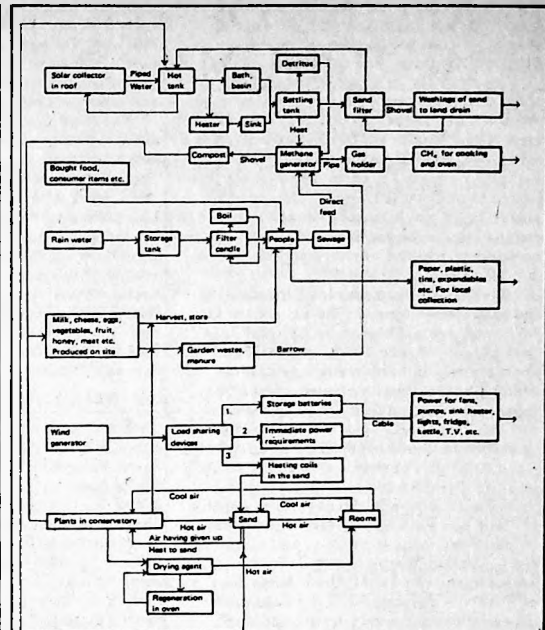 Solar collector
in roof
Piped
Water
Hot
tank
Bath,
basin
Heater
Sink
Detritus
Settling
tank
Heat
Sand
filter
Shovel
Washings of sand
to land drain
Compost
Shovel
Methane
generator
Pipe
Gas
holder
CH₄ for cooking
and oven
Bought food,
consumer items etc.
Direct
feed
Boil
Rain water
Storage
tank
Filter
candle
People
Sewage
Paper, plastic,
tins, expendables
etc. For local
collection
Milk, cheese, eggs,
vegetables, fruit,
honey, meat etc.
Produced on site
Harvest, store
Garden wastes,
manure
Barrow
Wind
generator
Load sharing
devices
1.
2
3
Storage batteries
Immediate power
requirements
Heating coils
in the sand
Cable
Power for fans,
pumps, sink heater,
lights, fridge,
kettle, T.V. etc.
Cool air
Cool air
Plants in conservatory
Hot air
Sand
Hot air
Rooms
Air having given up
Heat to sand
Drying agent
Hot air
Regeneration
in oven